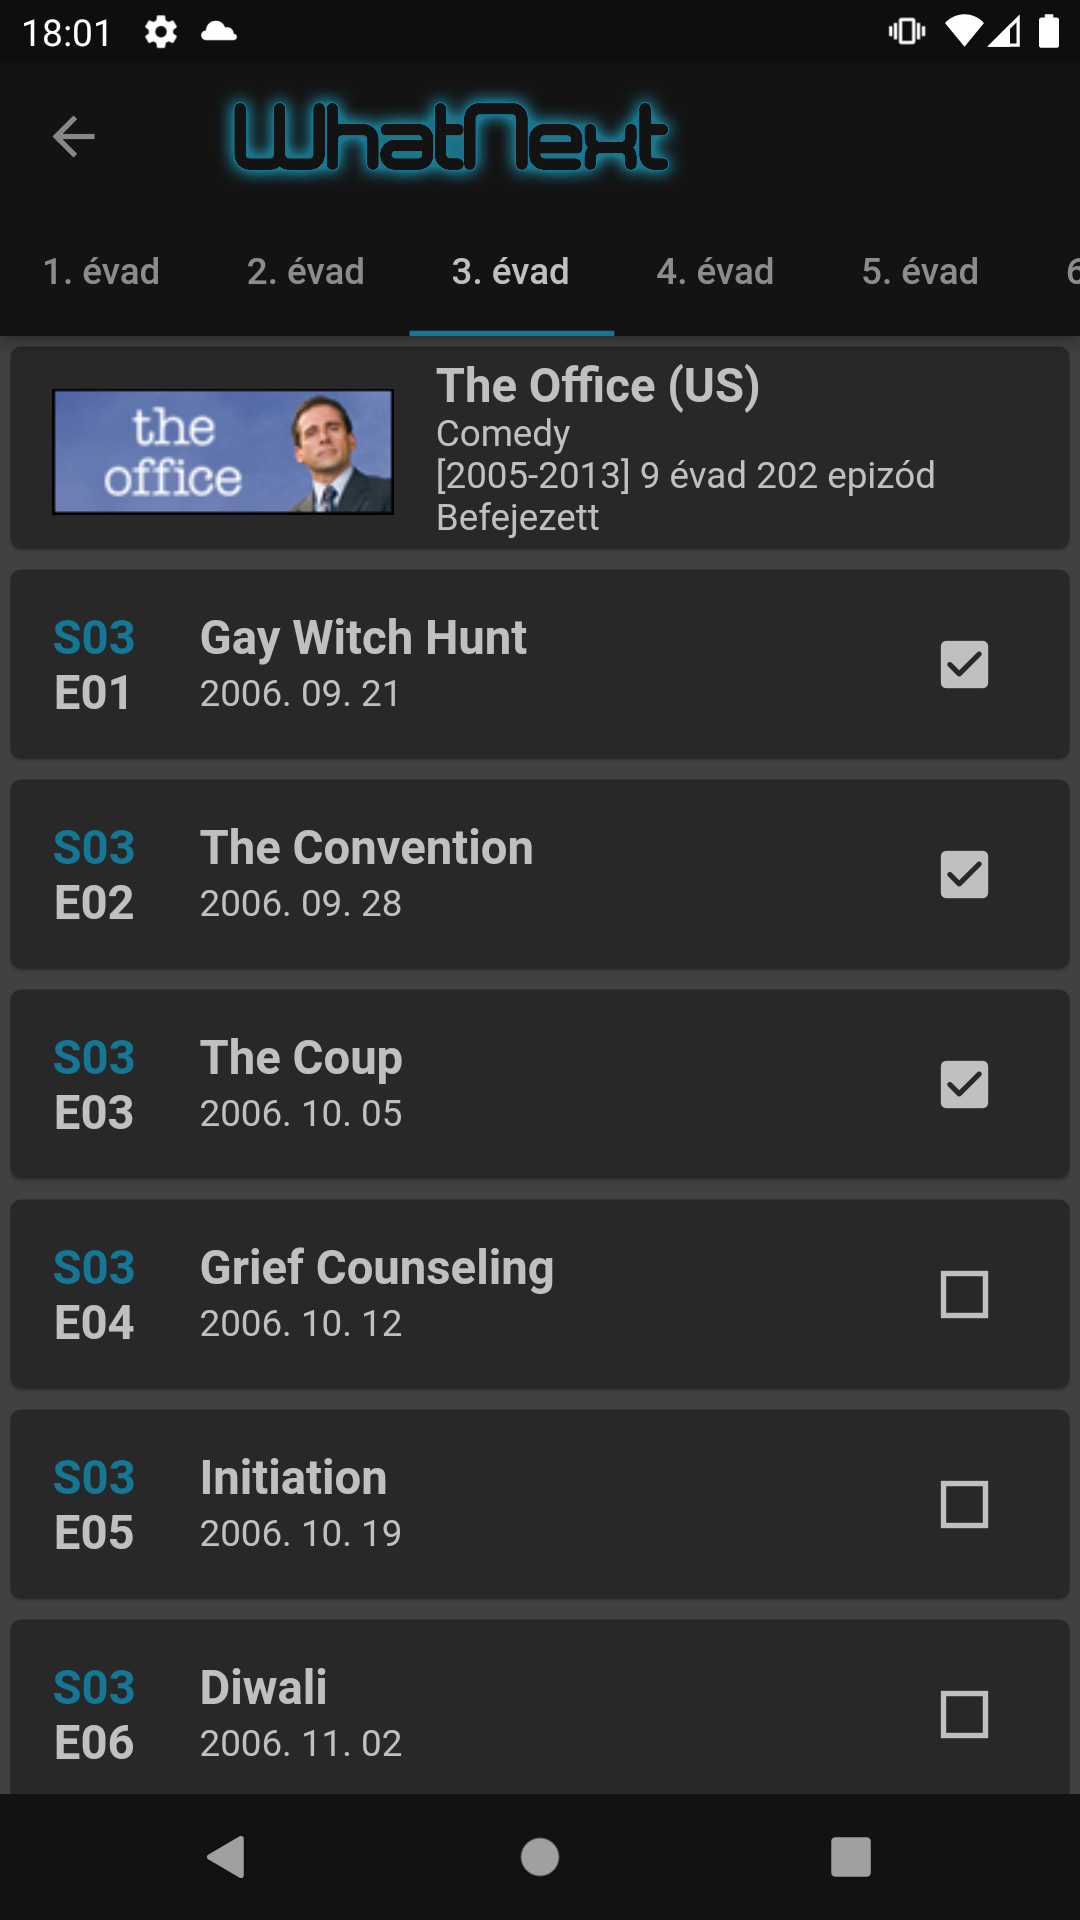 18:01
WhatNext
1. évad 2. évad 3. évad 4. évad 5. évad 6
the
office
The Office (US)
Comedy
[2005-2013] 9 évad 202 epizód
Befejezett
S03 Gay Witch Hunt
E01 2006. 09. 21
S03 The Convention
E02 2006. 09. 28
S03 The Coup
E03 2006. 10. 05
S03 Grief Counseling
E04 2006. 10. 12
S03 Initiation
E05 2006. 10. 19
S03 Diwali
E06 2006. 11. 02